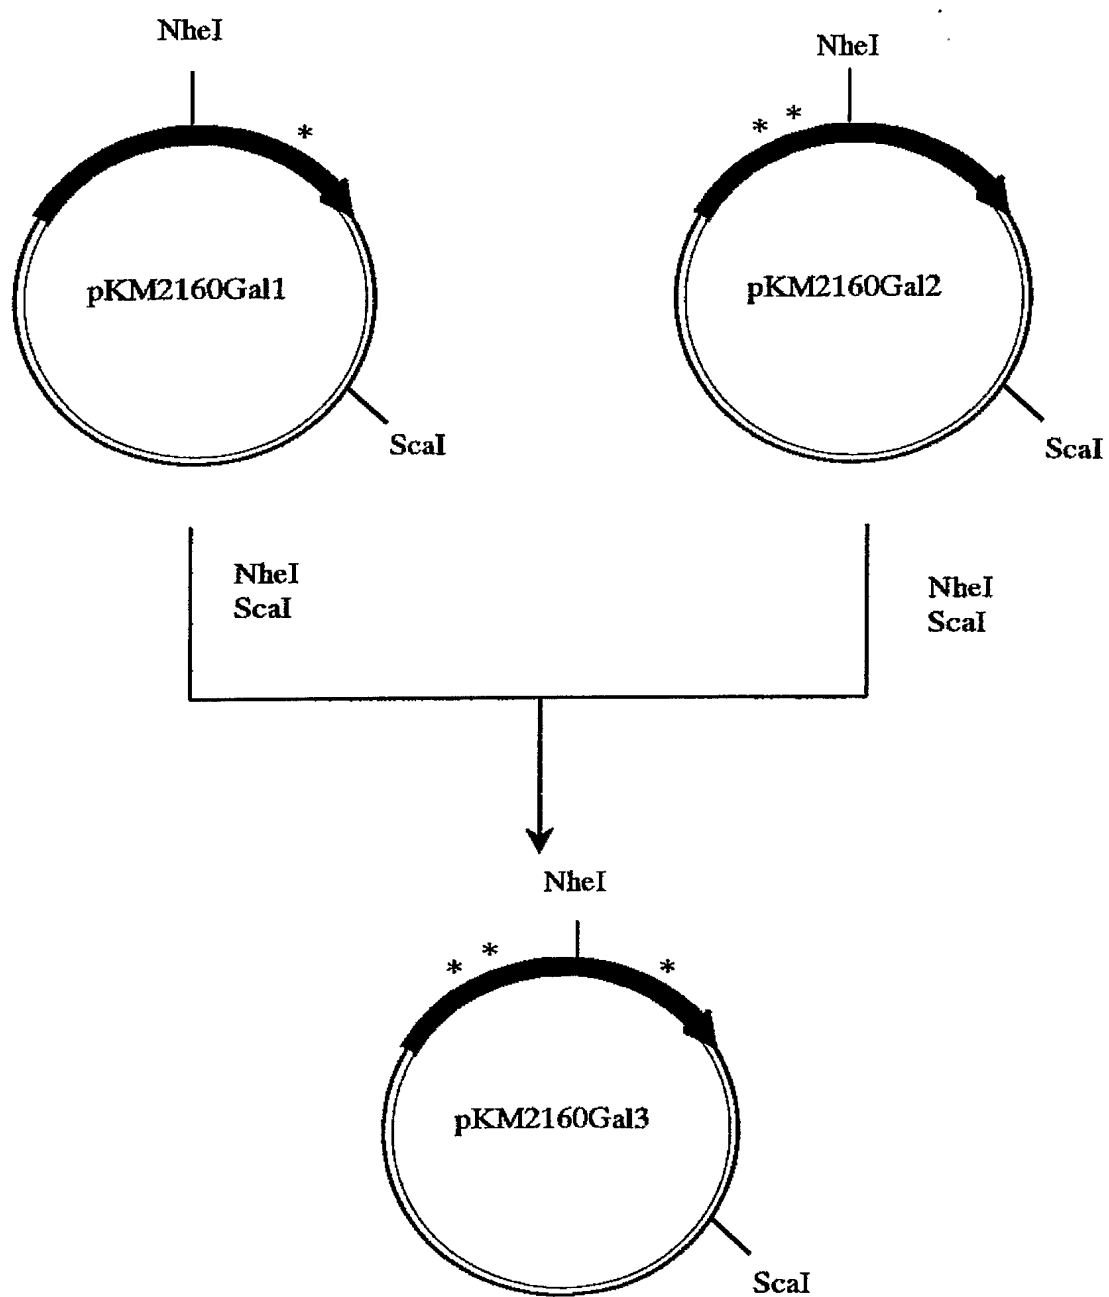 NheI
NheI
*
* *
pKM2160Gal1
pKM2160Gal2
ScaI
ScaI
NheI
ScaI
NheI
ScaI
NheI
* * *
pKM2160Gal3
ScaI